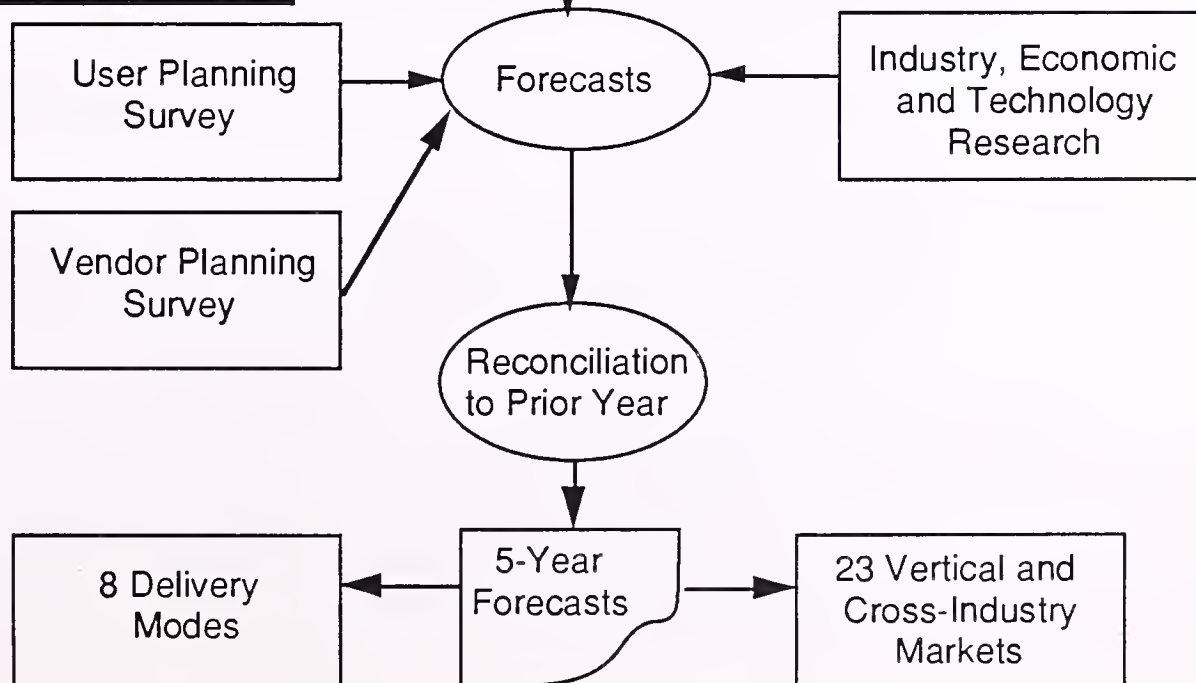 User Planning
Survey
Forecasts
Industry, Economic
and Technology
Research
Vendor Planning
Survey
Reconciliation
to Prior Year
8 Delivery
Modes
5-Year
Forecasts
23 Vertical and
Cross-Industry
Markets